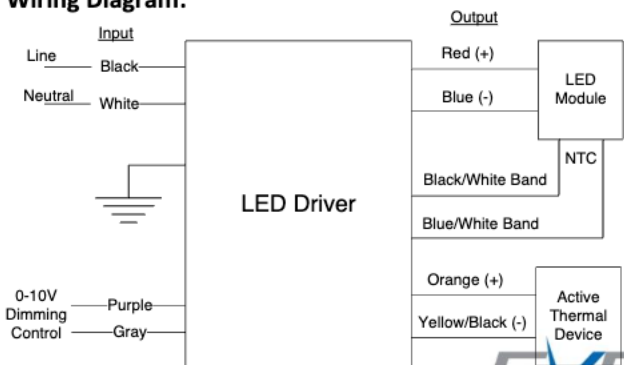 Wiring Diagram:
Output
Input
Line
Black
Neutral
White
Red (+)
Blue (-)
LED
Module
NTC
Black/White Band
Blue/White Band
LED Driver
0-10V
Dimming
Control
Purple
Gray
Orange (+)
Yellow/Black (-)
Active
Thermal
Device